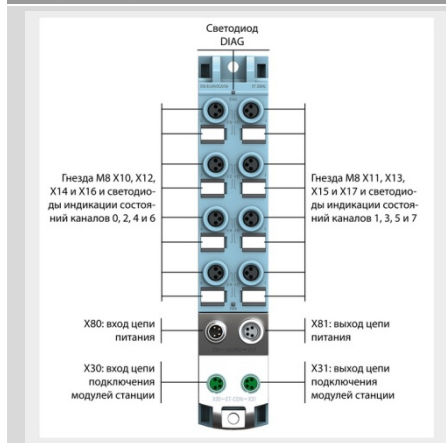 Светодиод
DIAG
Гнезда M8 X10, X12,
X14 и X16 и светодио-
ды индикации состоя-
ний каналов 0, 2, 4 и 6
Гнезда M8 X11, X13,
X15 и X17 и светодио-
ды индикации состоя-
ний каналов 1, 3, 5 и 7
X80: вход цепи
питания
X81: выход цепи
питания
X30: вход цепи
подключения
модулей станции
X31: выход цепи
подключения
модулей станции